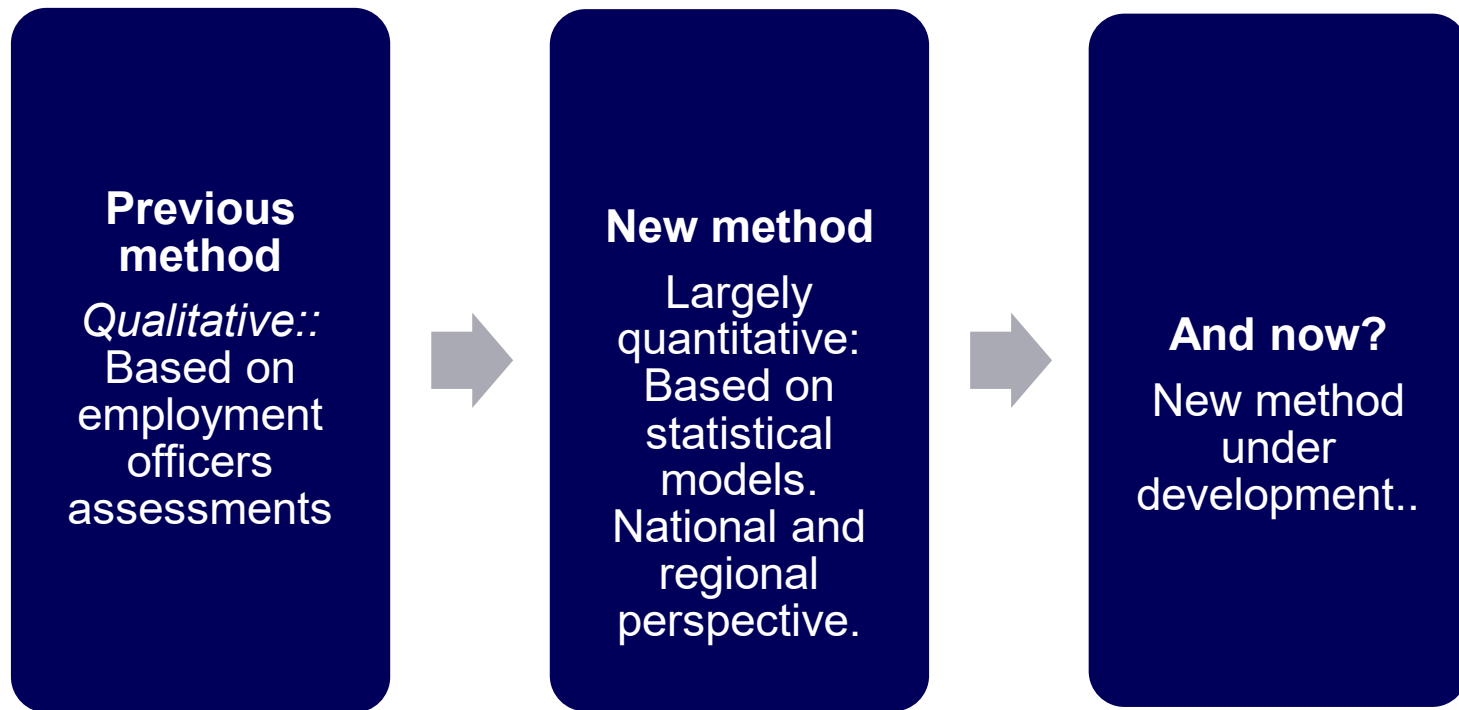 Previous
method
Qualitative::
Based on
employment
officers
assessments
New method
Largely
quantitative:
Based on
statistical
models.
National and
regional
perspective.
And now?
New method
under
development..